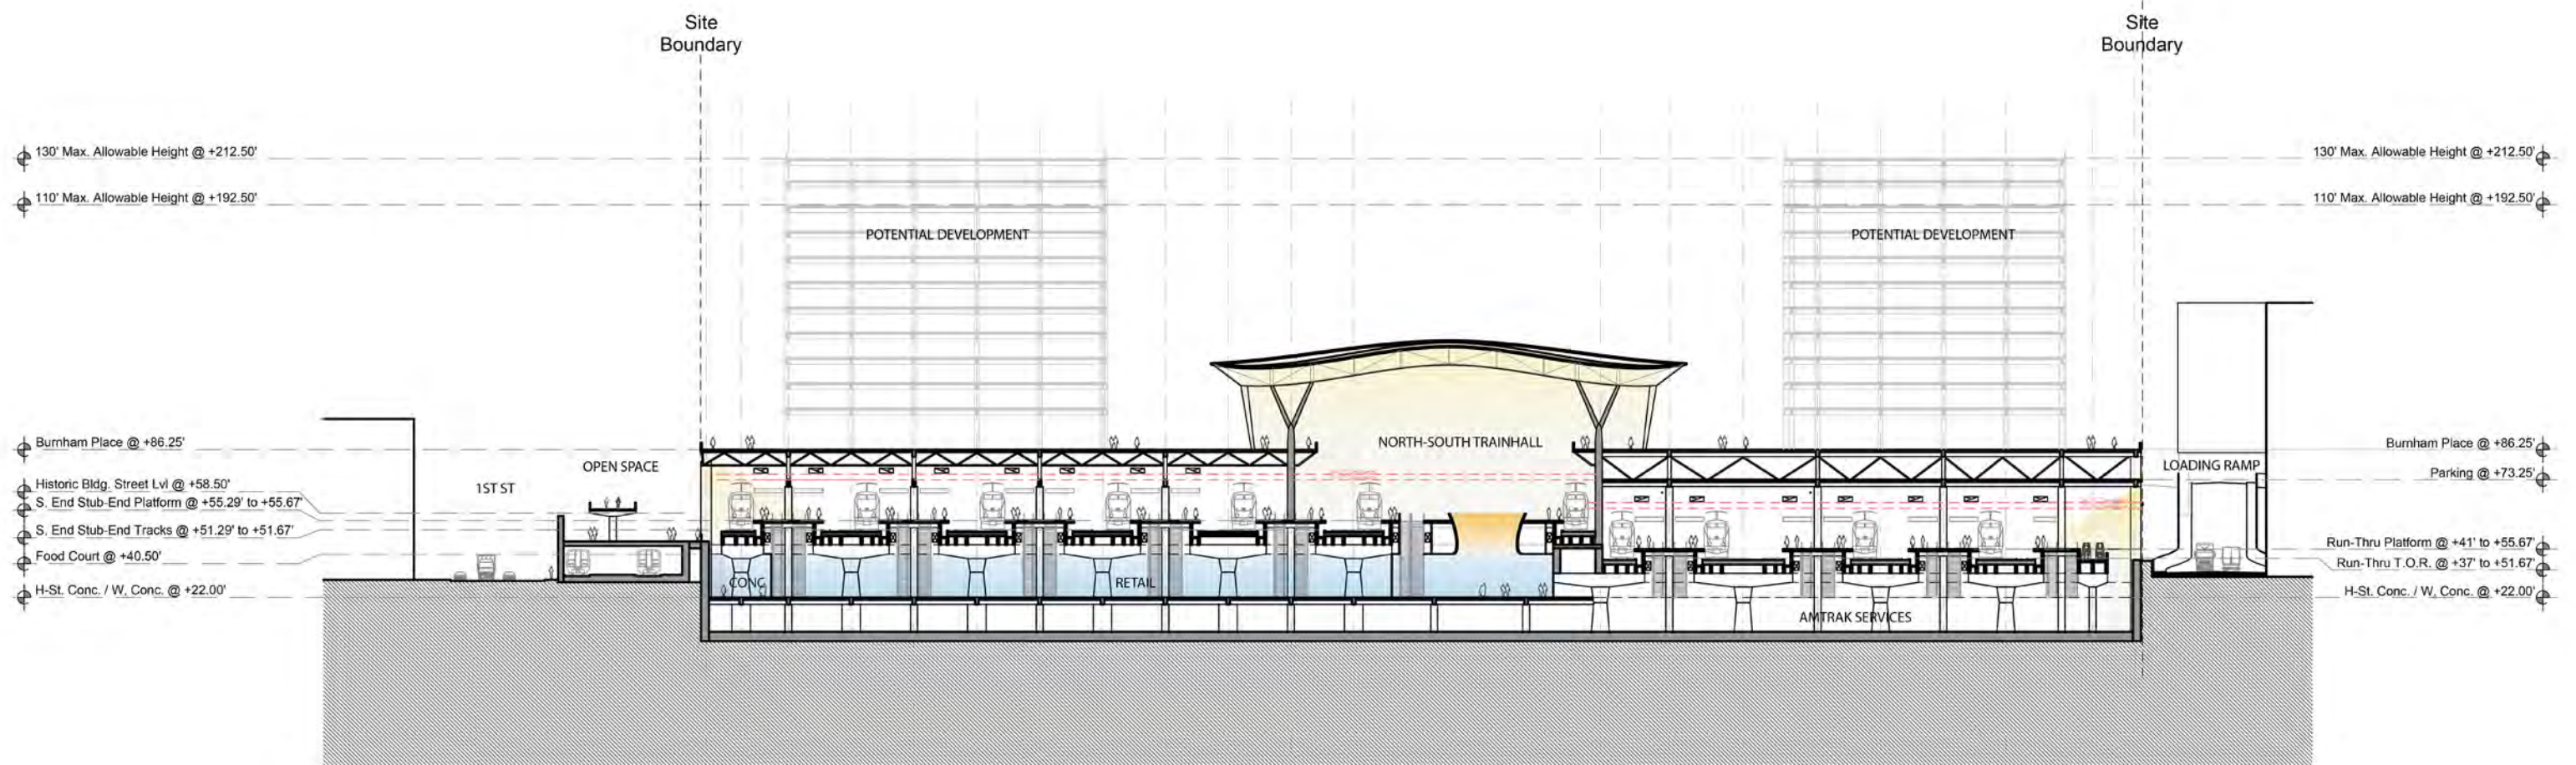 Site
Boundary
Site
Boundary
130' Max. Allowable Height @ +212.50'
130' Max. Allowable Height @ +212.50'
110' Max. Allowable Height @ +192.50'
110' Max. Allowable Height @ +192.50'
POTENTIAL DEVELOPMENT
POTENTIAL DEVELOPMENT
Burnham Place @ +86.25'
NORTH-SOUTH TRAINHALL
Burnham Place @ +86.25'
OPEN SPACE
LOADING RAMP
Parking @ +73.25'
Historic Bldg. Street Lvl @ +58.50'
1ST ST
S. End Stub-End Platform @ +55.29' to +55.67'
S. End Stub-End Tracks @ +51.29' to +51.67'
Run-Thru Platform @ +41' to +55.67'
Food Court @ +40.50'
Run-Thru T.O.R. @ +37' to +51.67'
CONC
RETAIL
H-St. Conc. / W. Conc. @ +22.00'
H-St. Conc. / W. Conc. @ +22.00'
AMTRAK SERVICES